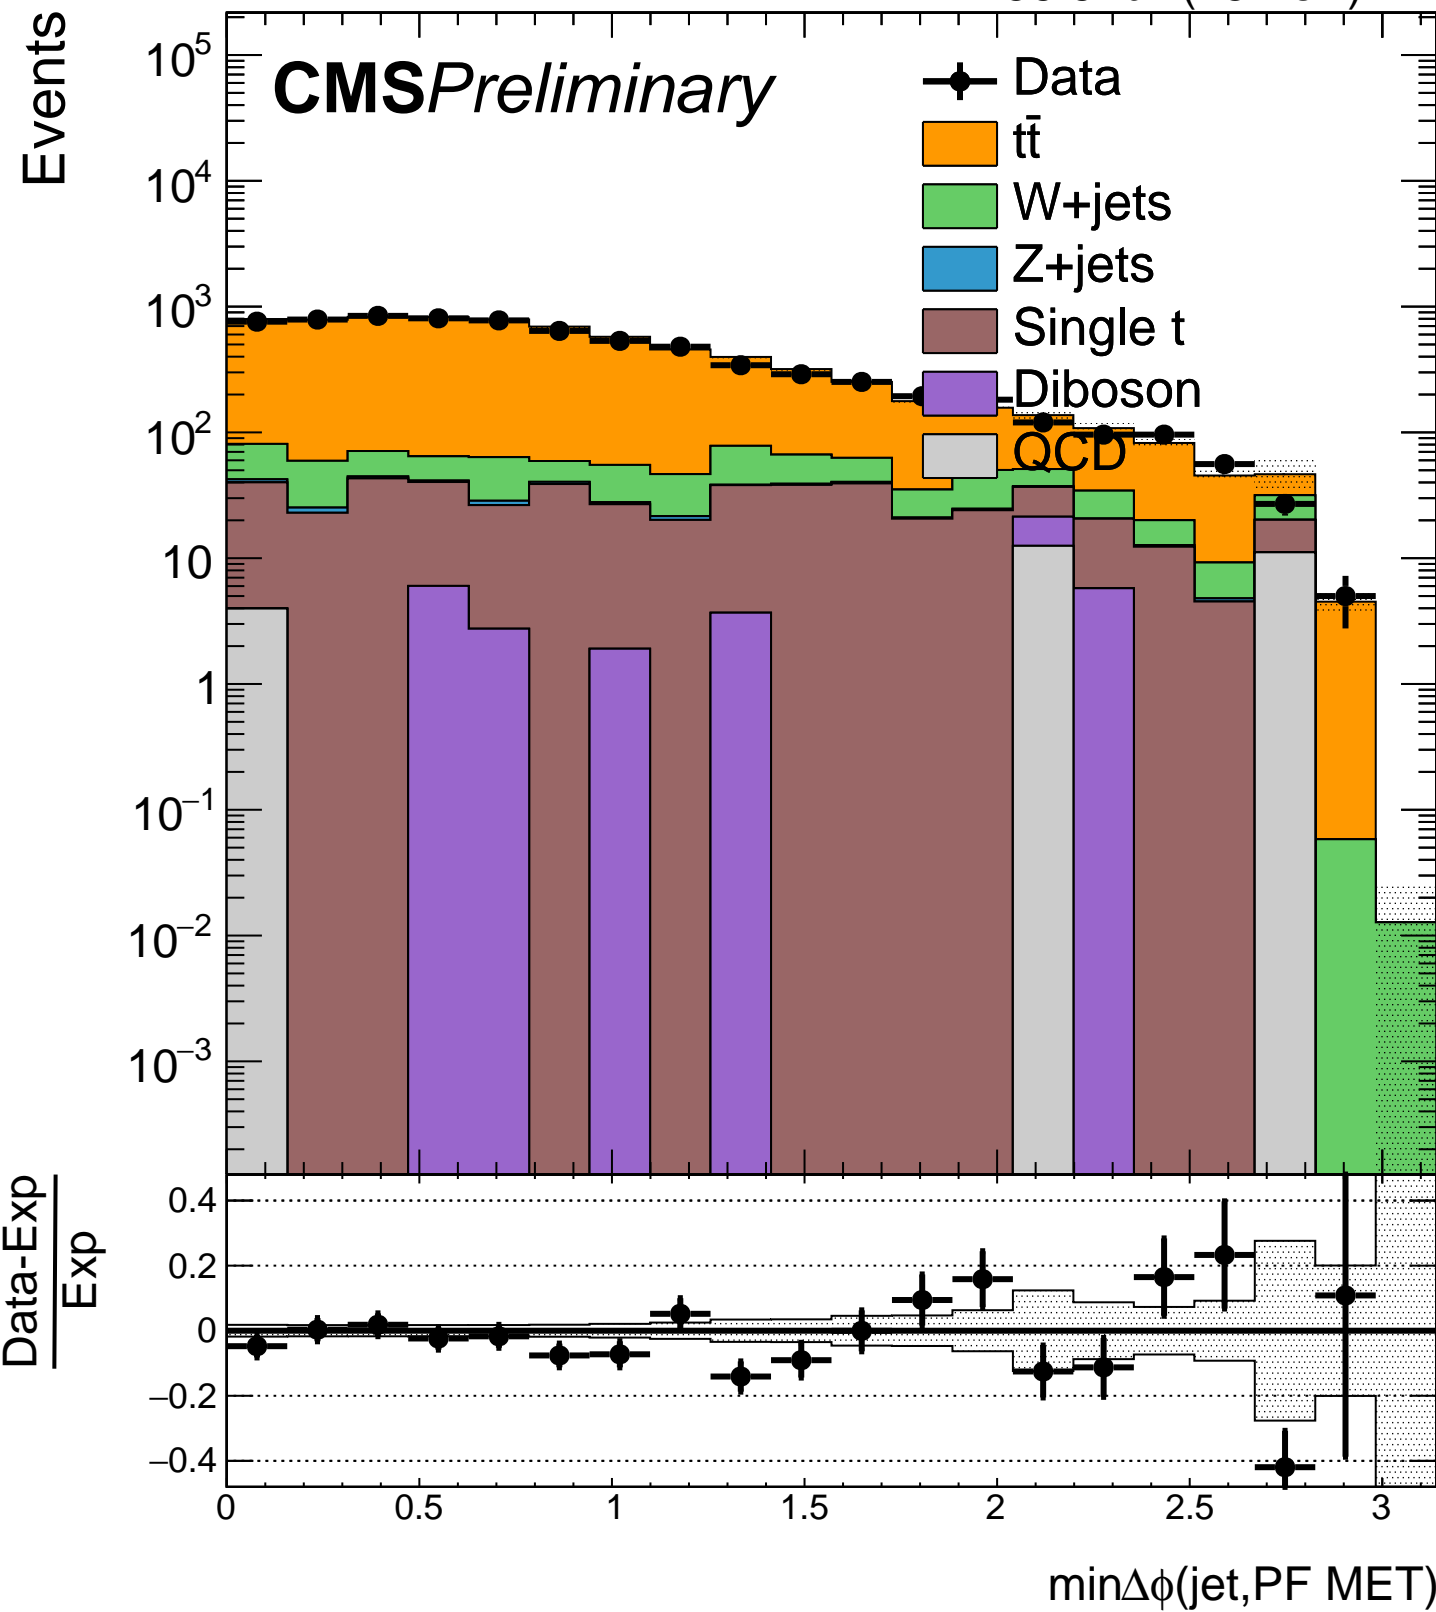 Events
CMS Preliminary
10⁵
10⁴
10³
10²
10
1
10⁻¹
10⁻²
10⁻³
Data
tt̄
W+jets
Z+jets
Single t
Diboson
QCD
Data-Exp
Exp
0.4
0.2
0
−0.2
−0.4
0 0.5 1 1.5 2 2.5 3
minΔϕ(jet,PF MET)